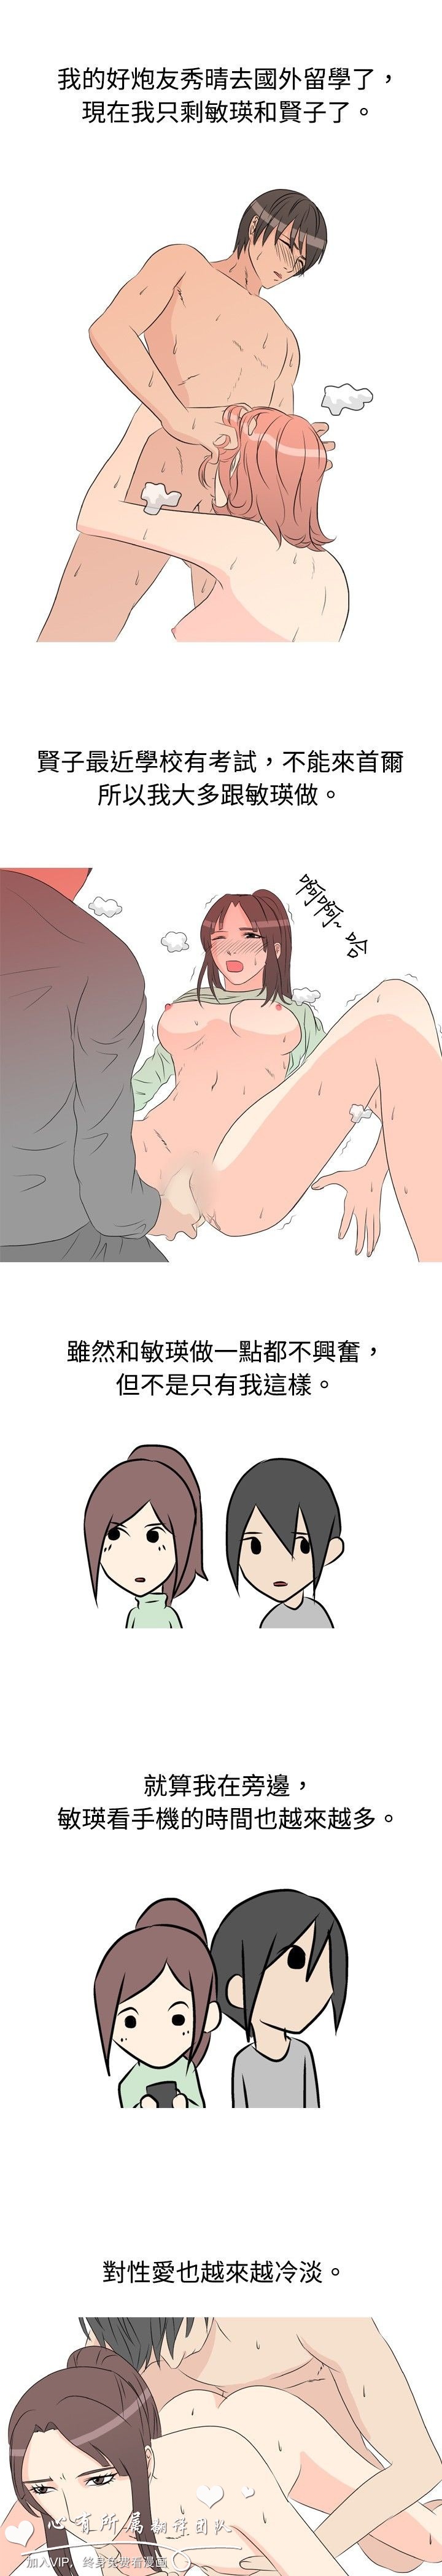 我的好炮友秀晴去國外留學了，
現在我只剩敏瑛和賢子了。
賢子最近學校有考試，不能來首爾
所以我大多跟敏瑛做。
啊啊~哈
雖然和敏瑛做一點都不興奮，
但不是只有我這樣。
就算我在旁邊，
敏瑛看手機的時間也越來越多。
對性愛也越來越冷淡。
心有所属翻译团队
加入VIP，终身免费看漫画